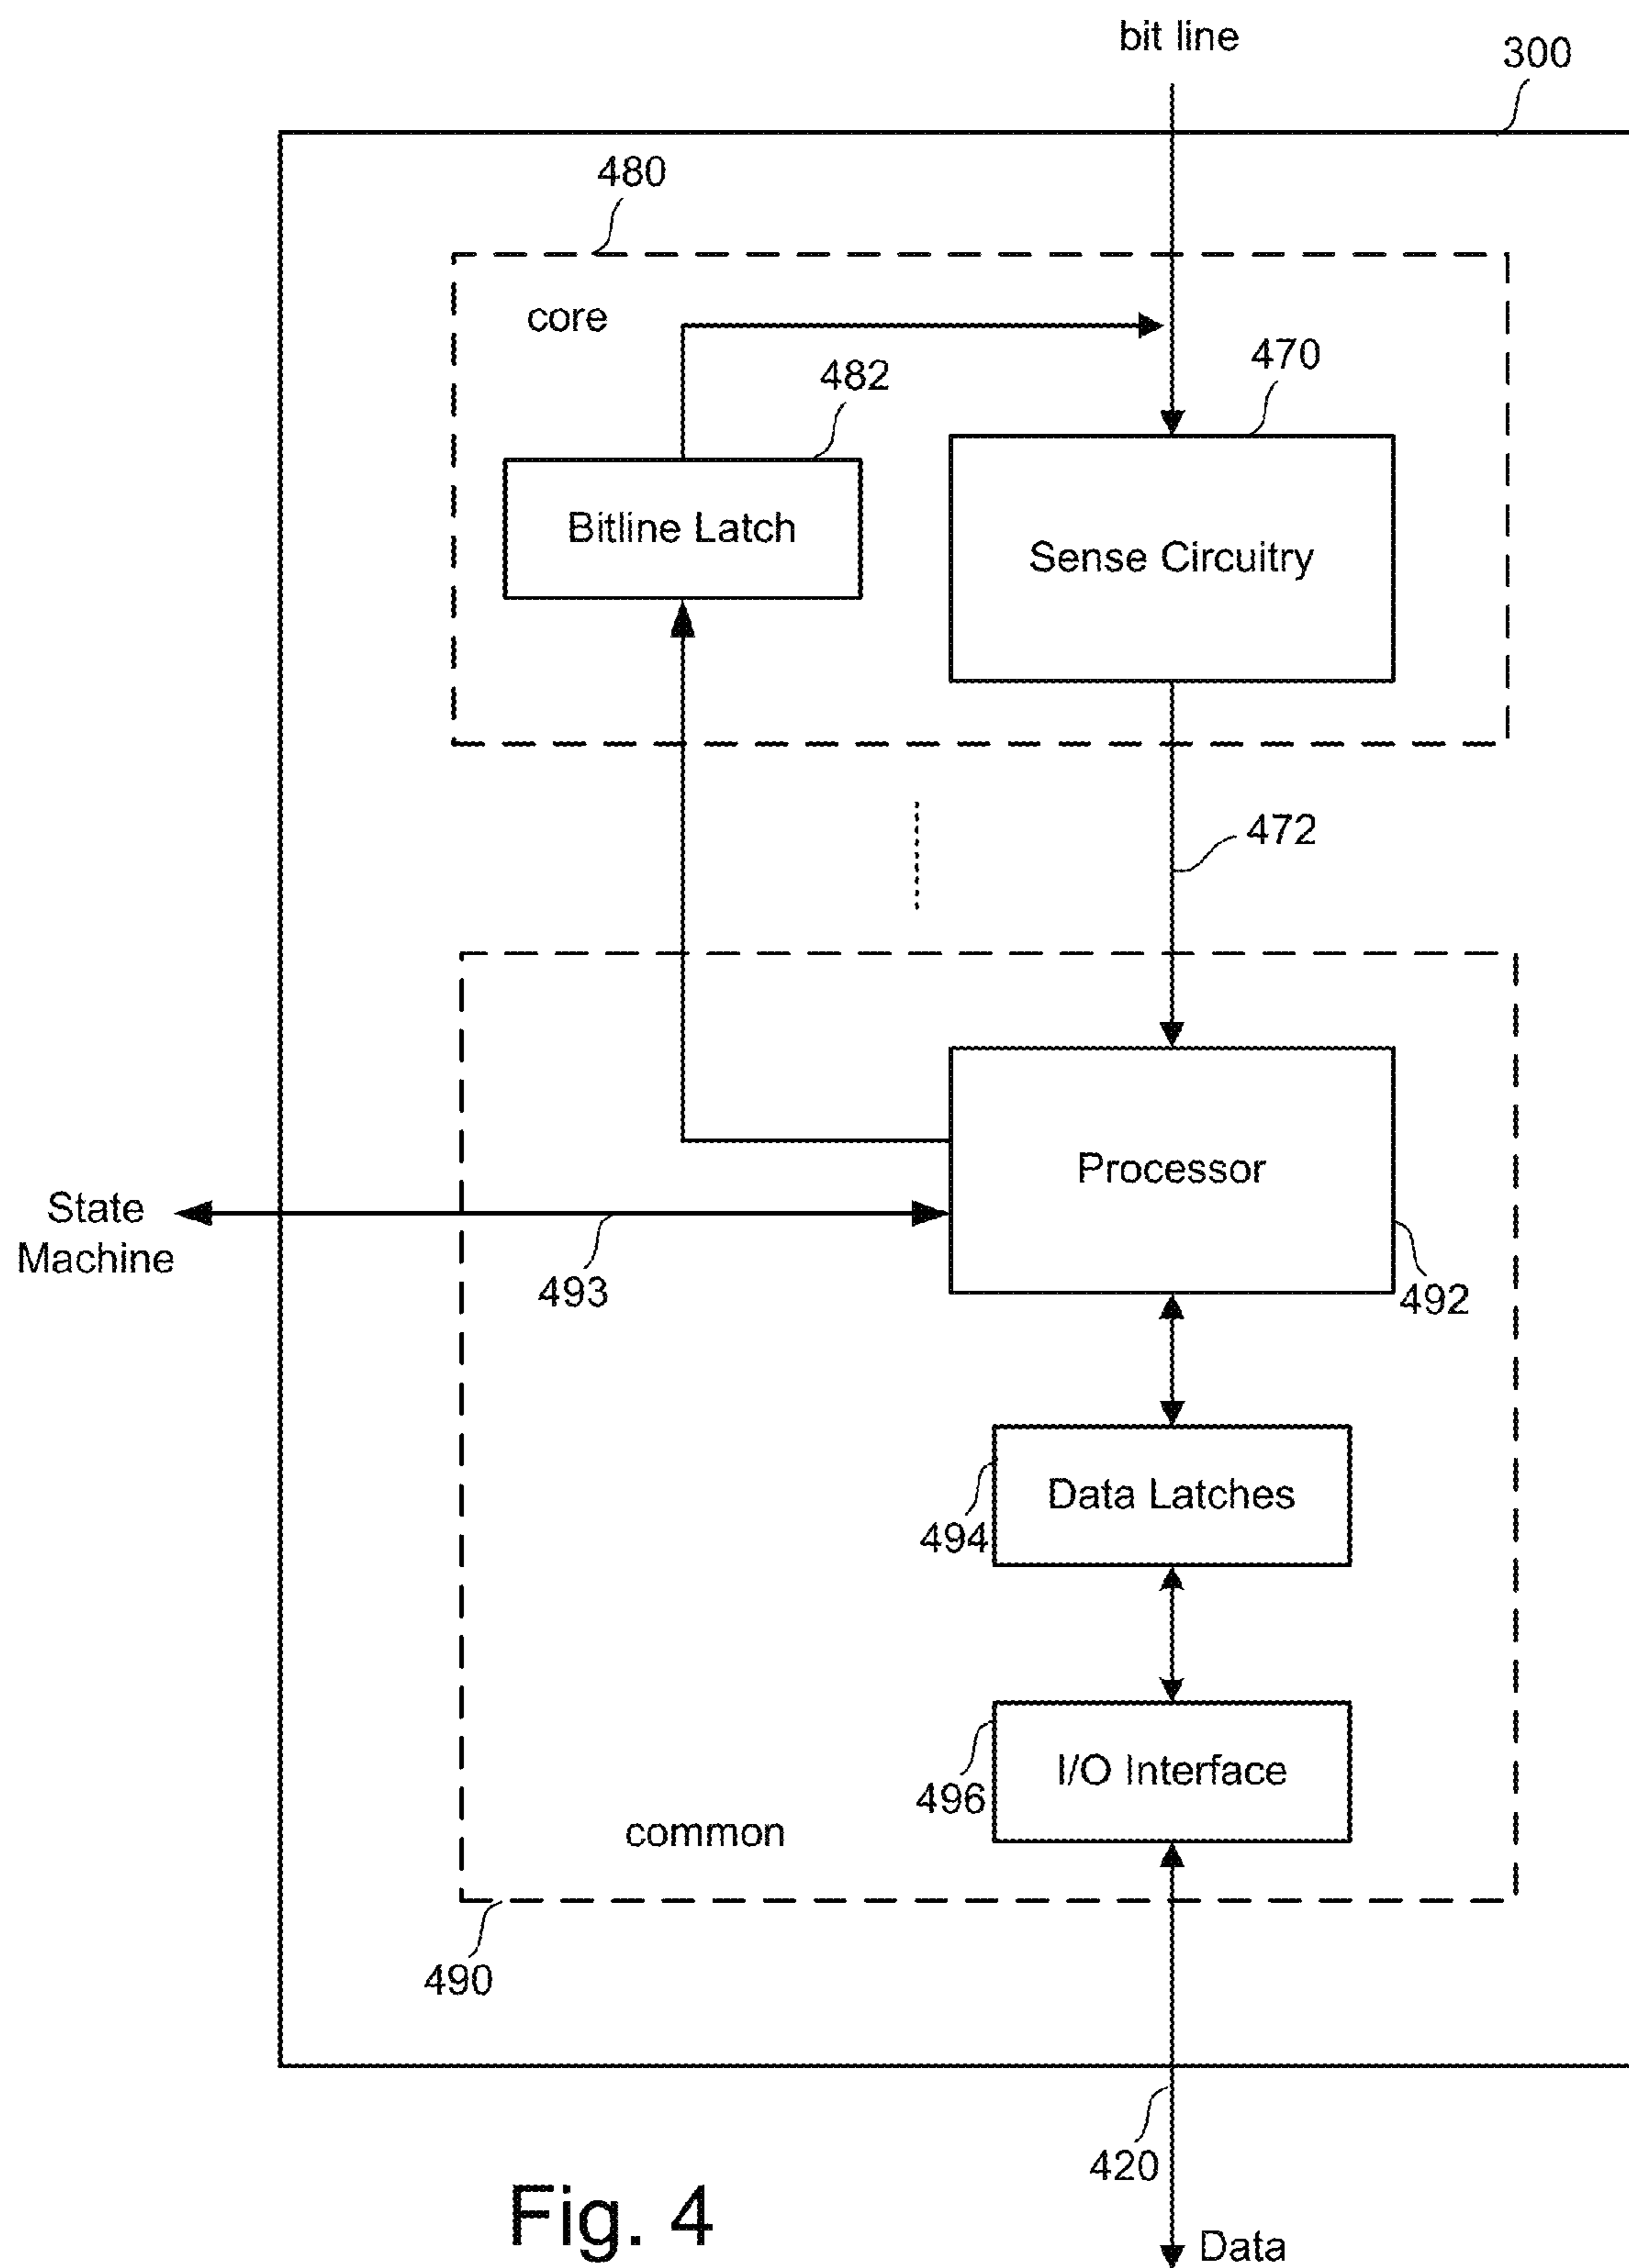 bit line
300
480
core
482
470
Bitline Latch
Sense Circuitry
472
Processor
State
Machine
493
492
Data Latches
494
I/O Interface
496
common
490
420
Fig. 4
Data